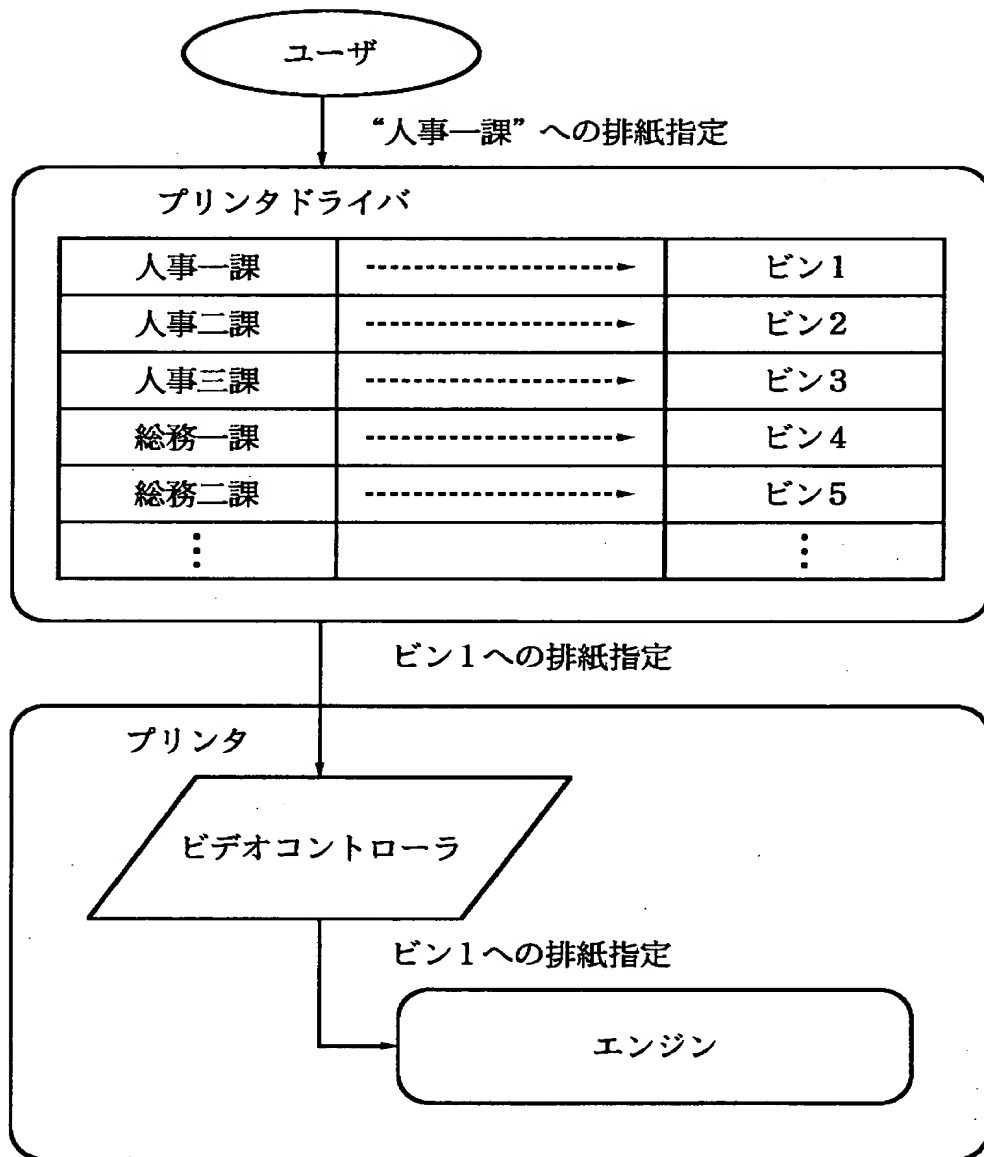 ユーザ
“人事一課”への排紙指定
プリンタドライバ
人事一課 ビン1
人事二課 ビン2
人事三課 ビン3
総務一課 ビン4
総務二課 ビン5
⋮ ⋮
ビン1への排紙指定
プリンタ
ビデオコントローラ
ビン1への排紙指定
エンジン